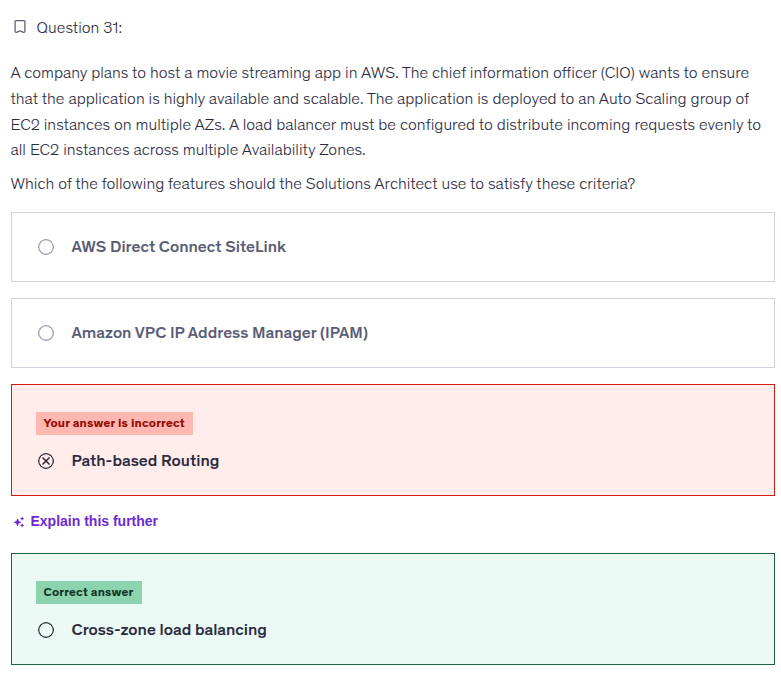 Question 31:
A company plans to host a movie streaming app in AWS. The chief information officer (CIO) wants to ensure
that the application is highly available and scalable. The application is deployed to an Auto Scaling group of
EC2 instances on multiple AZs. A load balancer must be configured to distribute incoming requests evenly to
all EC2 instances across multiple Availability Zones.
Which of the following features should the Solutions Architect use to satisfy these criteria?
AWS Direct Connect SiteLink
Amazon VPC IP Address Manager (IPAM)
Your answer is incorrect
Path-based Routing
Explain this further
Correct answer
Cross-zone load balancing